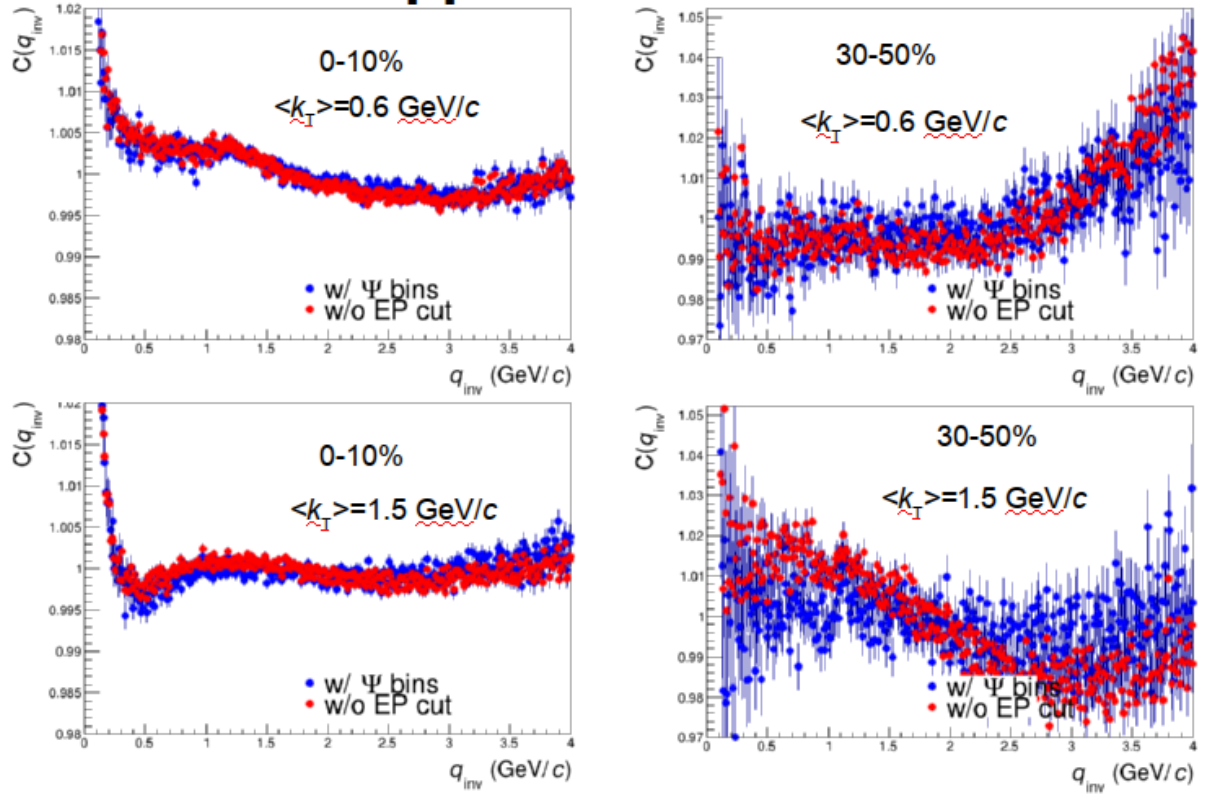 C(q_inv)
1.02
1.015
1.01
1.005
1
0.995
0.99
0.985
0.98
0-10%
<k_T>=0.6 GeV/c
w/ Ψ bins
w/o EP cut
0 0.5 1 1.5 2 2.5 3 3.5 4
q_inv (GeV/c)
C(q_inv)
1.05
1.04
1.03
1.02
1.01
1
0.99
0.98
0.97
30-50%
<k_T>=0.6 GeV/c
w/ Ψ bins
w/o EP cut
0 0.5 1 1.5 2 2.5 3 3.5 4
q_inv (GeV/c)
C(q_inv)
1.02
1.015
1.01
1.005
1
0.995
0.99
0.985
0.98
0-10%
<k_T>=1.5 GeV/c
w/ Ψ bins
w/o EP cut
0 0.5 1 1.5 2 2.5 3 3.5 4
q_inv (GeV/c)
C(q_inv)
1.05
1.04
1.03
1.02
1.01
1
0.99
0.98
0.97
30-50%
<k_T>=1.5 GeV/c
w/ Ψ bins
w/o EP cut
0 0.5 1 1.5 2 2.5 3 3.5 4
q_inv (GeV/c)